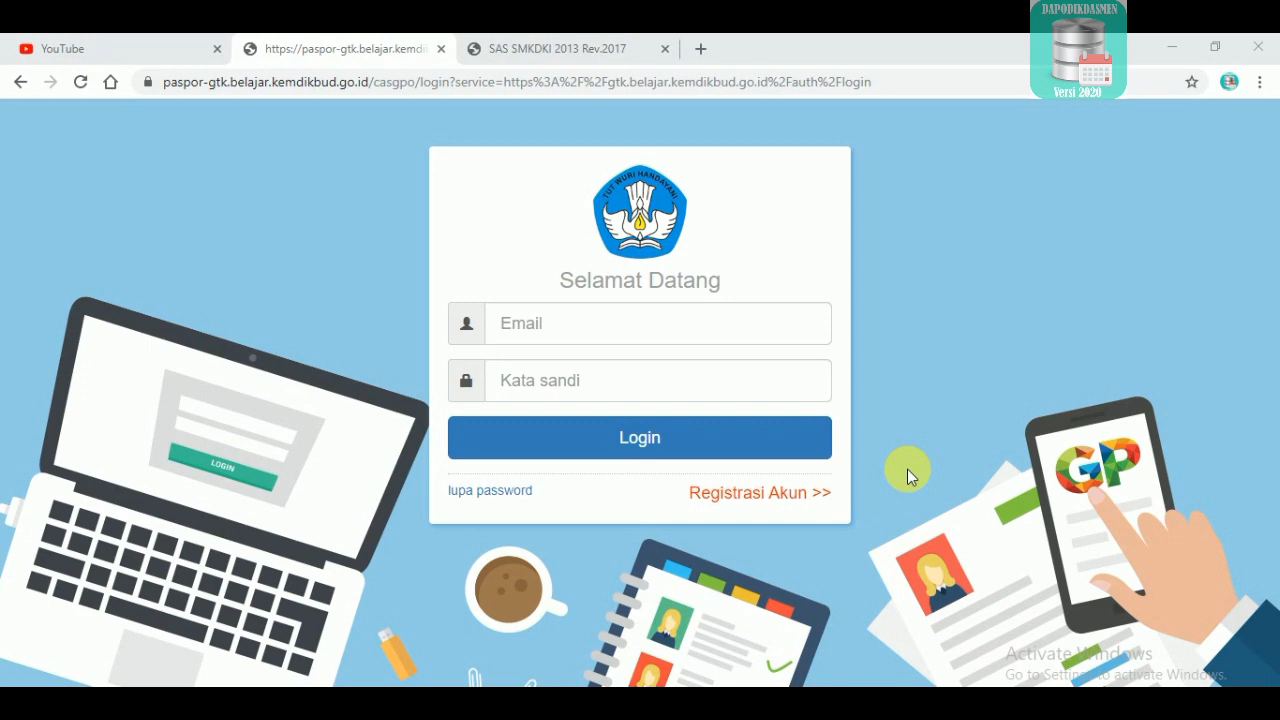 DAPODIKDASMEN
Versi 2020
YouTube
https://paspor-gtk.belajar.kemdi
SAS SMKDKI 2013 Rev.2017
paspor-gtk.belajar.kemdikbud.go.id/casgpo/login?service=https%3A%2F%2Fgtk.belajar.kemdikbud.go.id%2Fauth%2Flogin
TUT WURI HANDAYANI
Selamat Datang
Email
Kata sandi
Login
lupa password
Registrasi Akun >>
LOGIN
GP
Activate Windows
Go to Settings to activate Windows.